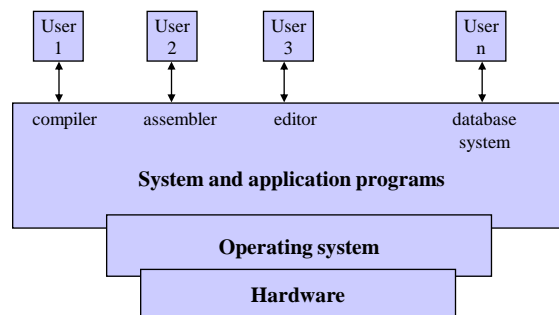 User
1
User
2
User
3
User
n
compiler
assembler
editor
database
system
System and application programs
Operating system
Hardware